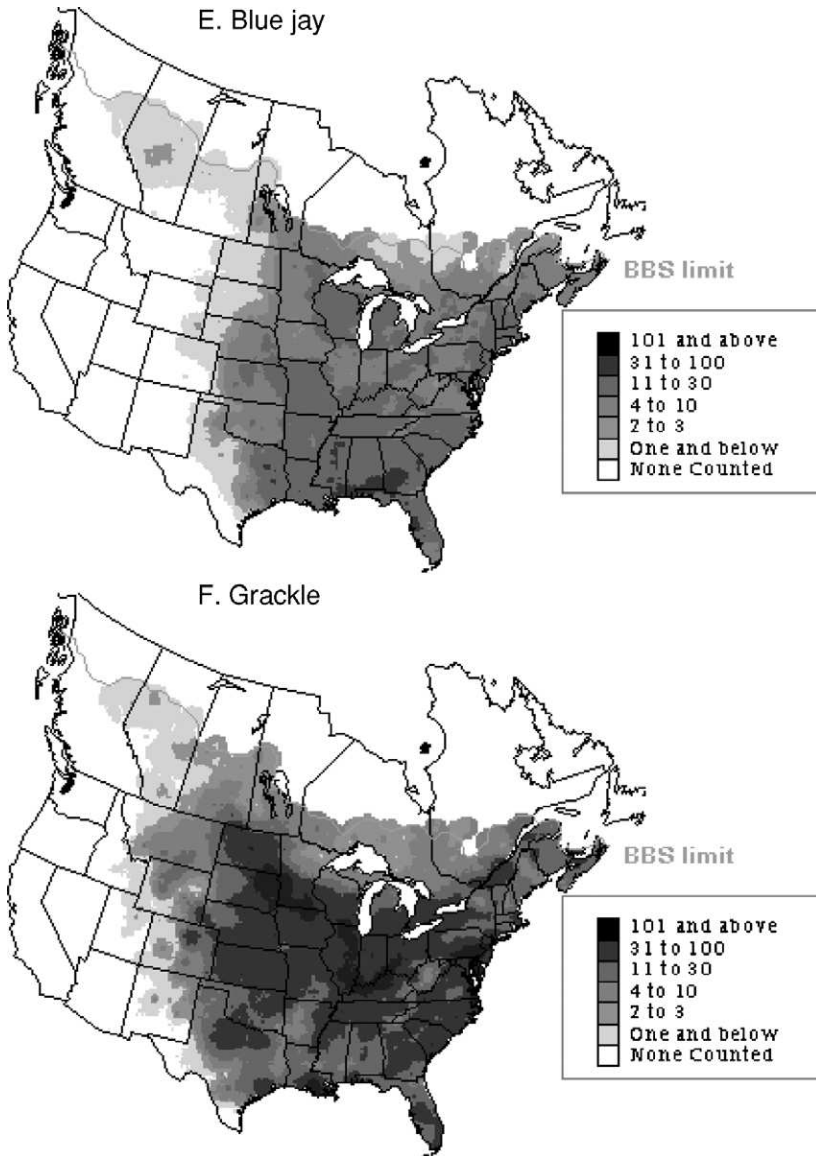 E. Blue jay
BBS limit
101 and above
31 to 100
11 to 30
4 to 10
2 to 3
One and below
None Counted
F. Grackle
BBS limit
101 and above
31 to 100
11 to 30
4 to 10
2 to 3
One and below
None Counted